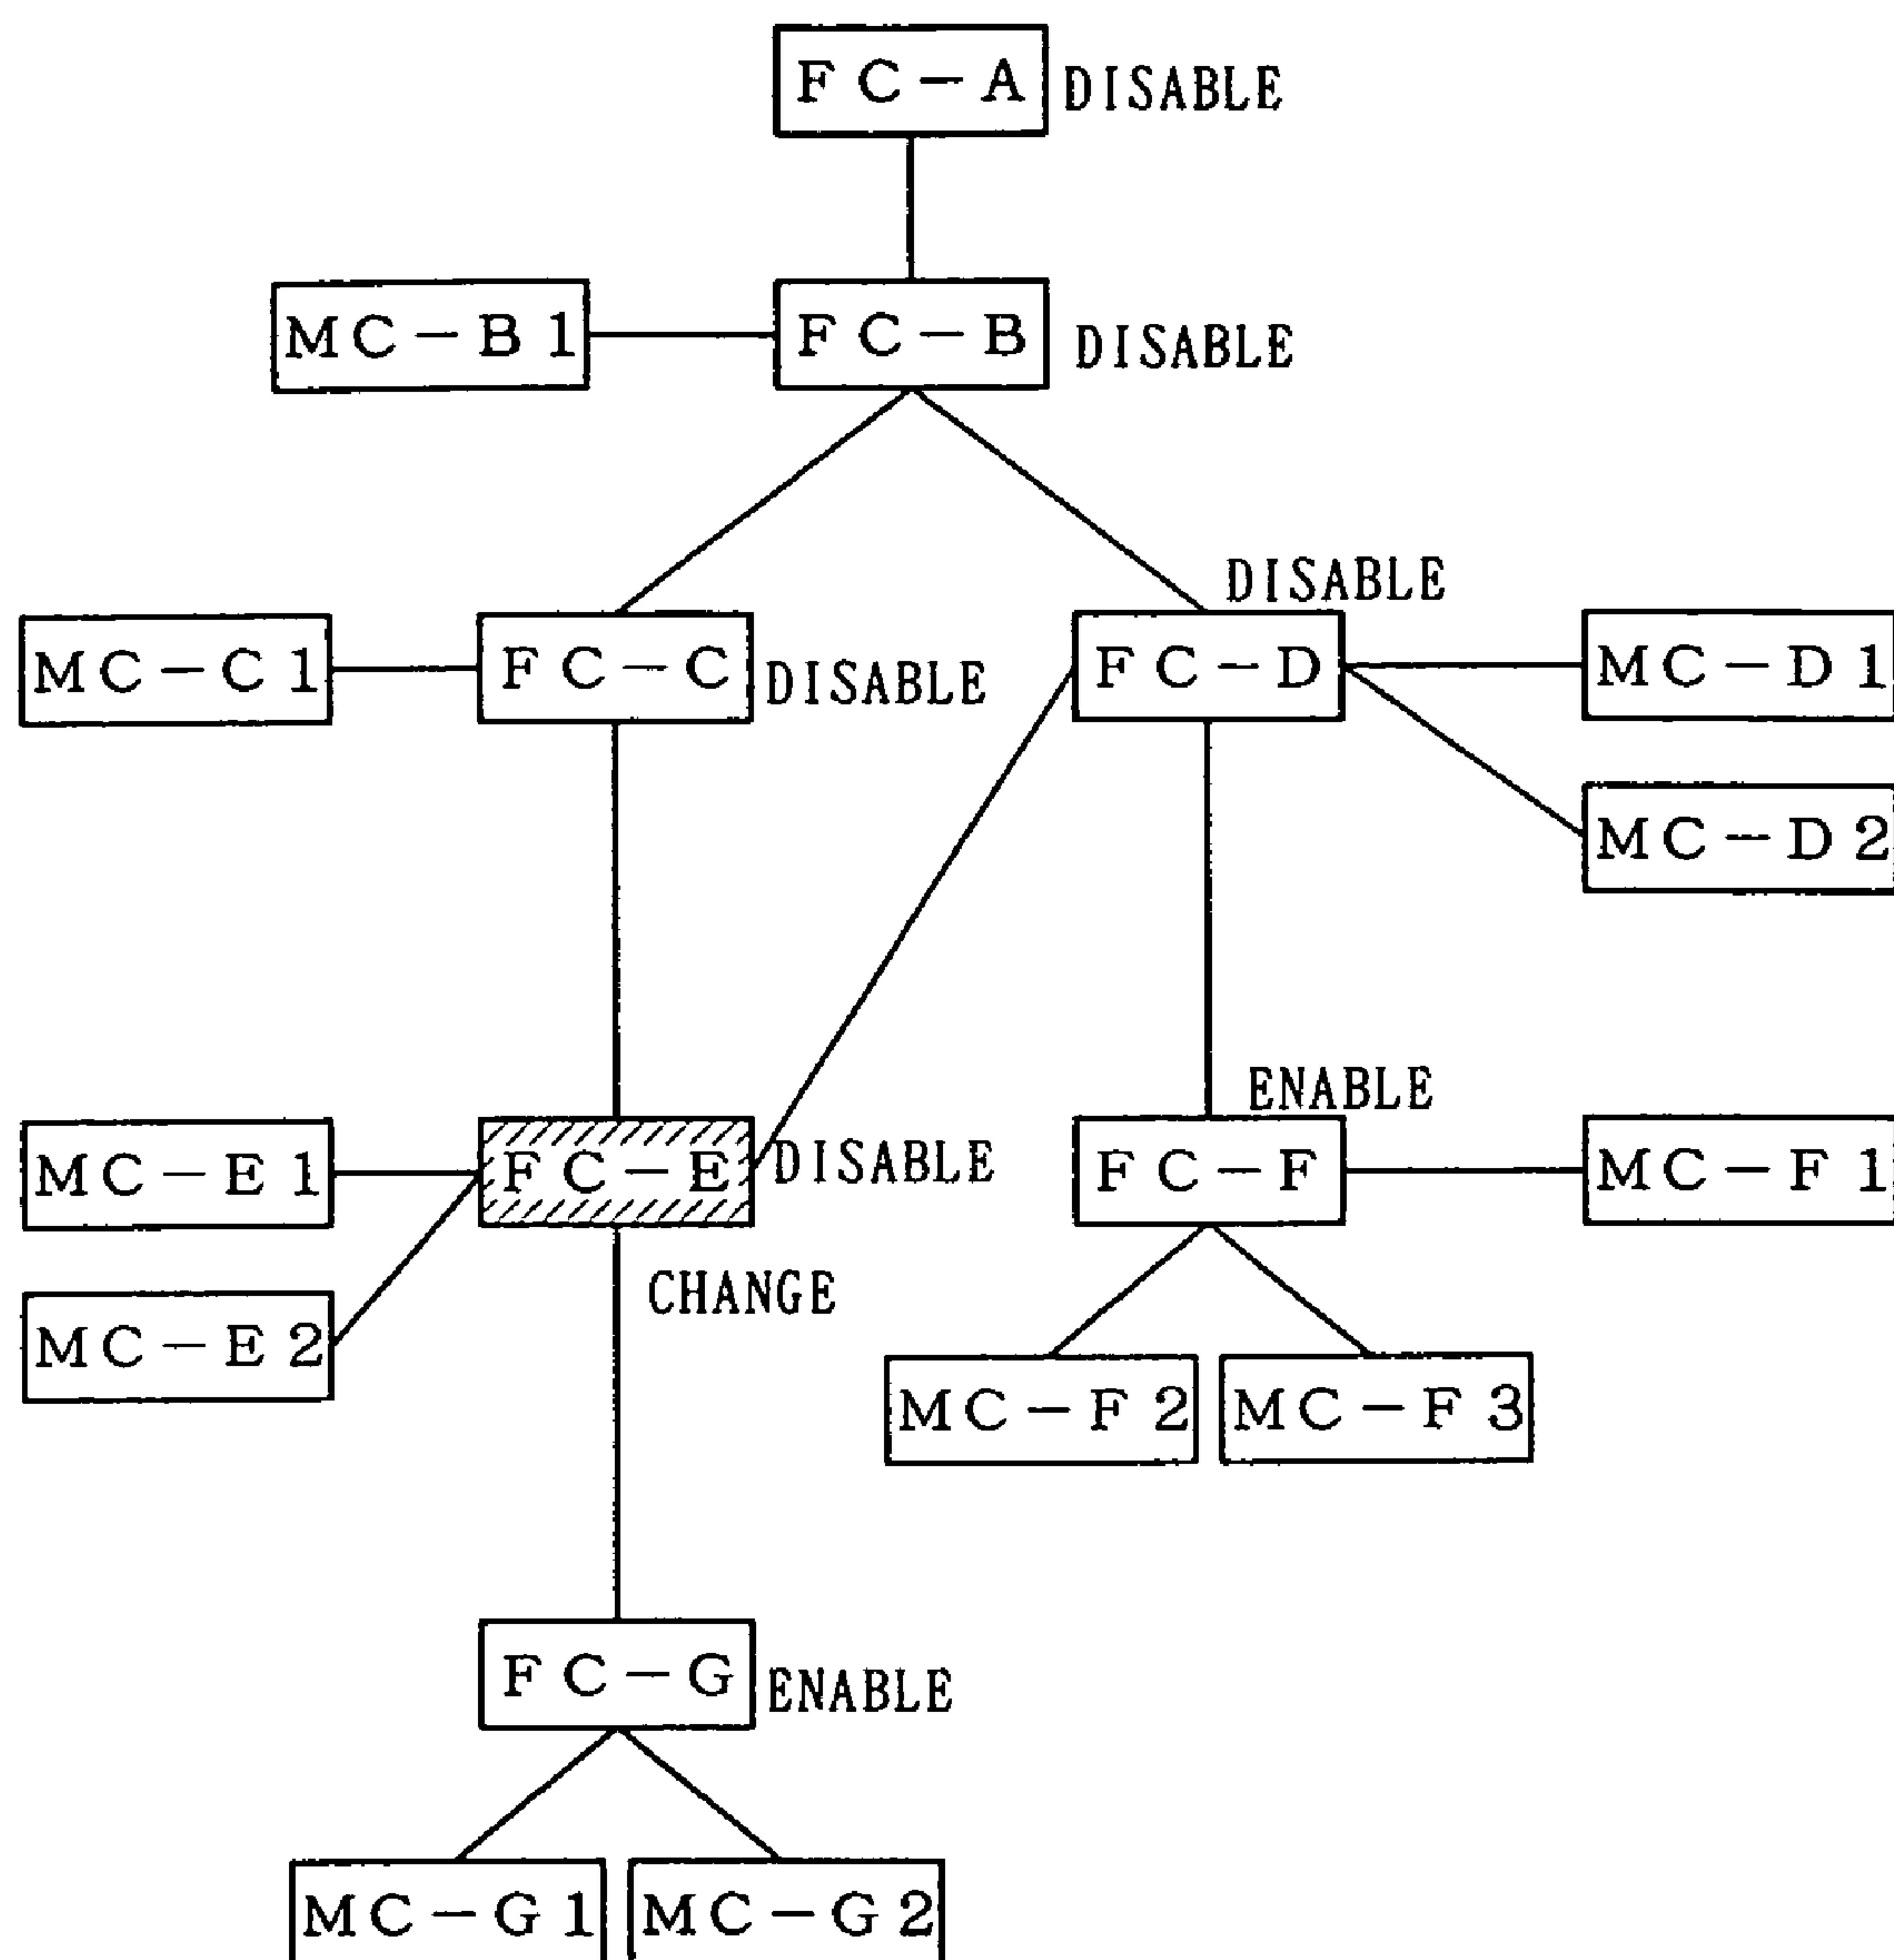 FC-A DISABLE
MC-B1 FC-B DISABLE
DISABLE
MC-C1 FC-C DISABLE FC-D MC-D1
MC-D2
ENABLE
MC-E1 FC-E DISABLE FC-F MC-F1
CHANGE
MC-E2 MC-F2 MC-F3
FC-G ENABLE
MC-G1 MC-G2